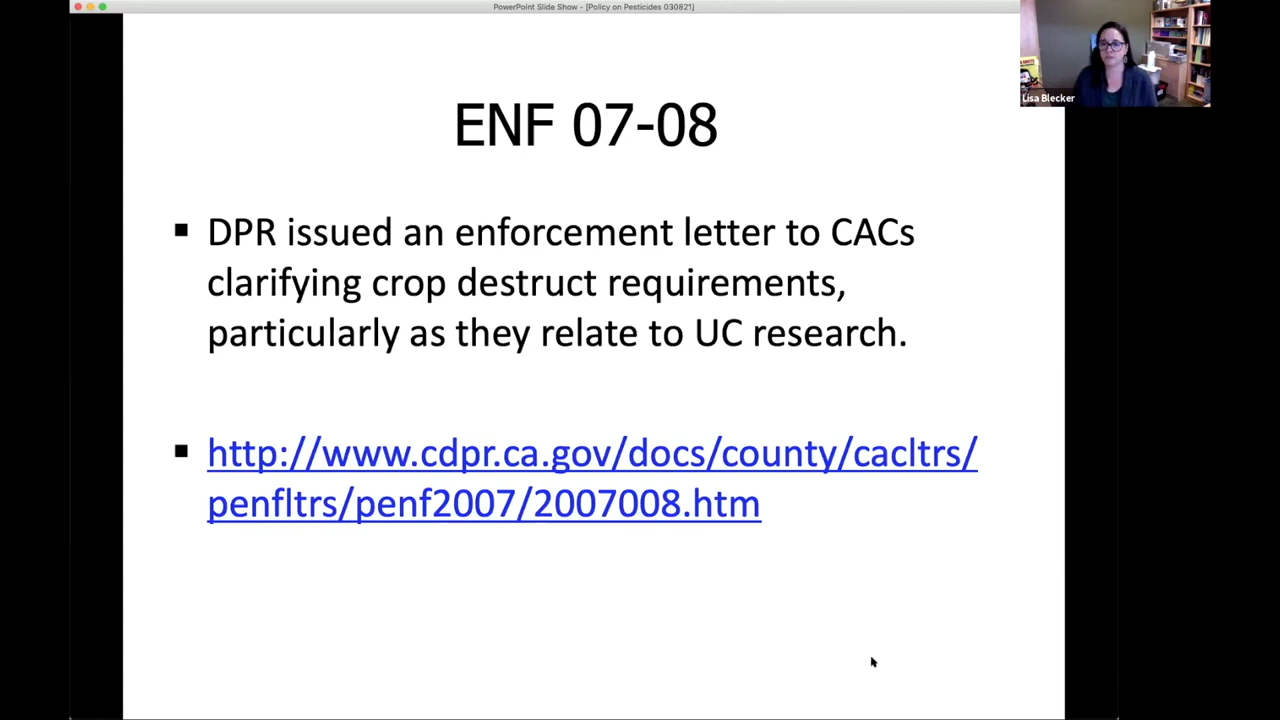 PowerPoint Slide Show - [Policy on Pesticides 030821]
Lisa Blecker
ENF 07-08
▪ DPR issued an enforcement letter to CACs
clarifying crop destruct requirements,
particularly as they relate to UC research.
▪ http://www.cdpr.ca.gov/docs/county/cacltrs/
penfltrs/penf2007/2007008.htm